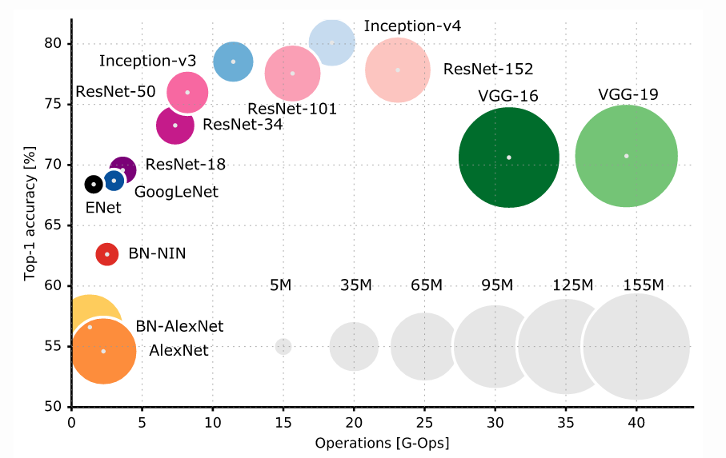 Inception-v4
80
Inception-v3
ResNet-152
ResNet-50
VGG-16
VGG-19
75
ResNet-101
ResNet-34
Top-1 accuracy [%]
70
ResNet-18
GoogLeNet
ENet
65
BN-NIN
60
5M 35M 65M 95M 125M 155M
BN-AlexNet
55
AlexNet
50
0 5 10 15 20 25 30 35 40
Operations [G-Ops]